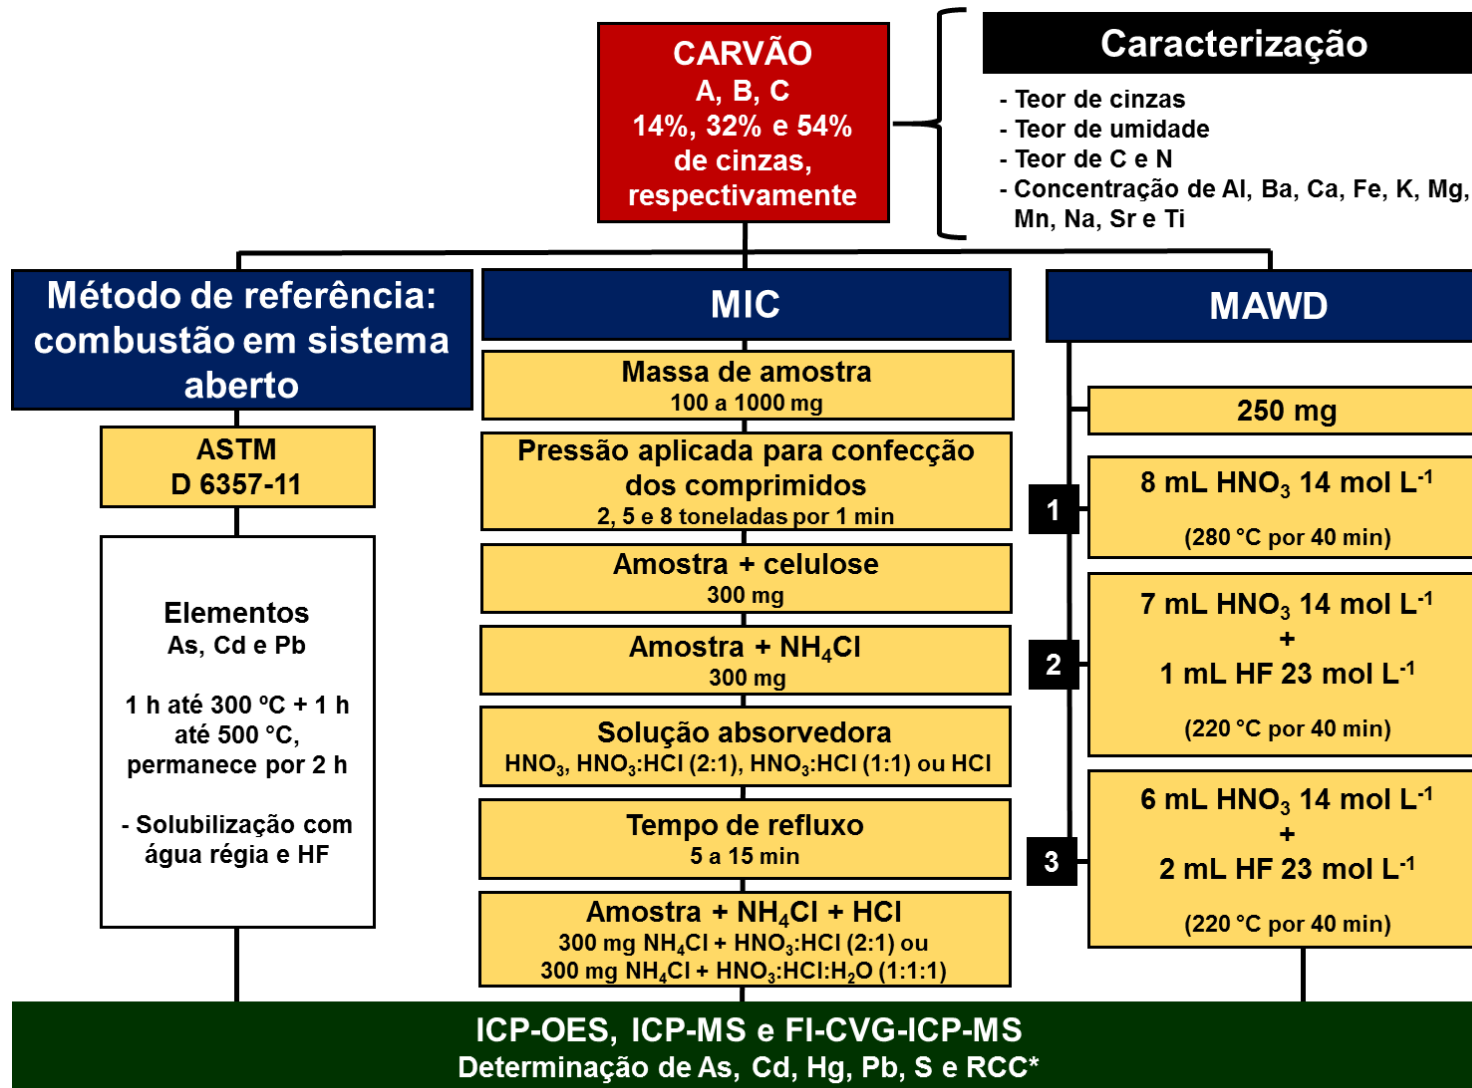 CARVÃO
A, B, C
14%, 32% e 54%
de cinzas,
respectivamente
Caracterização
- Teor de cinzas
- Teor de umidade
- Teor de C e N
- Concentração de Al, Ba, Ca, Fe, K, Mg,
Mn, Na, Sr e Ti
Método de referência:
combustão em sistema
aberto
ASTM
D 6357-11
Elementos
As, Cd e Pb
1 h até 300 ºC + 1 h
até 500 °C,
permanece por 2 h
- Solubilização com
água régia e HF
MIC
Massa de amostra
100 a 1000 mg
Pressão aplicada para confecção
dos comprimidos
2, 5 e 8 toneladas por 1 min
Amostra + celulose
300 mg
Amostra + NH₄Cl
300 mg
Solução absorvedora
HNO₃, HNO₃:HCl (2:1), HNO₃:HCl (1:1) ou HCl
Tempo de refluxo
5 a 15 min
Amostra + NH₄Cl + HCl
300 mg NH₄Cl + HNO₃:HCl (2:1) ou
300 mg NH₄Cl + HNO₃:HCl:H₂O (1:1:1)
MAWD
250 mg
1
8 mL HNO₃ 14 mol L⁻¹
(280 °C por 40 min)
2
7 mL HNO₃ 14 mol L⁻¹
+
1 mL HF 23 mol L⁻¹
(220 °C por 40 min)
3
6 mL HNO₃ 14 mol L⁻¹
+
2 mL HF 23 mol L⁻¹
(220 °C por 40 min)
ICP-OES, ICP-MS e FI-CVG-ICP-MS
Determinação de As, Cd, Hg, Pb, S e RCC*